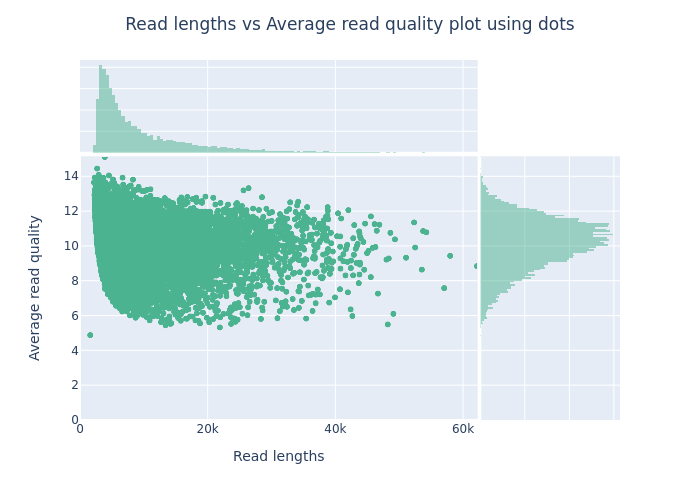 Read lengths vs Average read quality plot using dots
14
12
10
8
6
4
2
0
Average read quality
0 20k 40k 60k
Read lengths